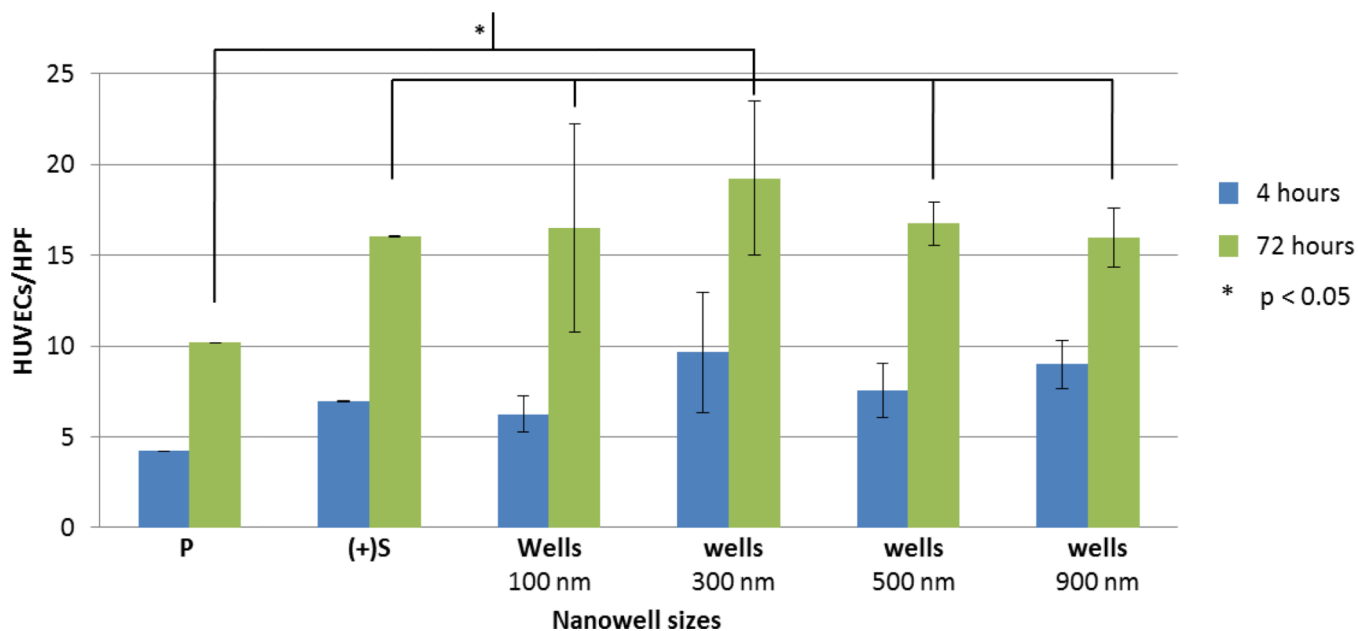 *
25
20
15
10
5
0
HUVECs/HPF
P (+)S Wells wells wells wells
100 nm 300 nm 500 nm 900 nm
Nanowell sizes
4 hours
72 hours
* p < 0.05